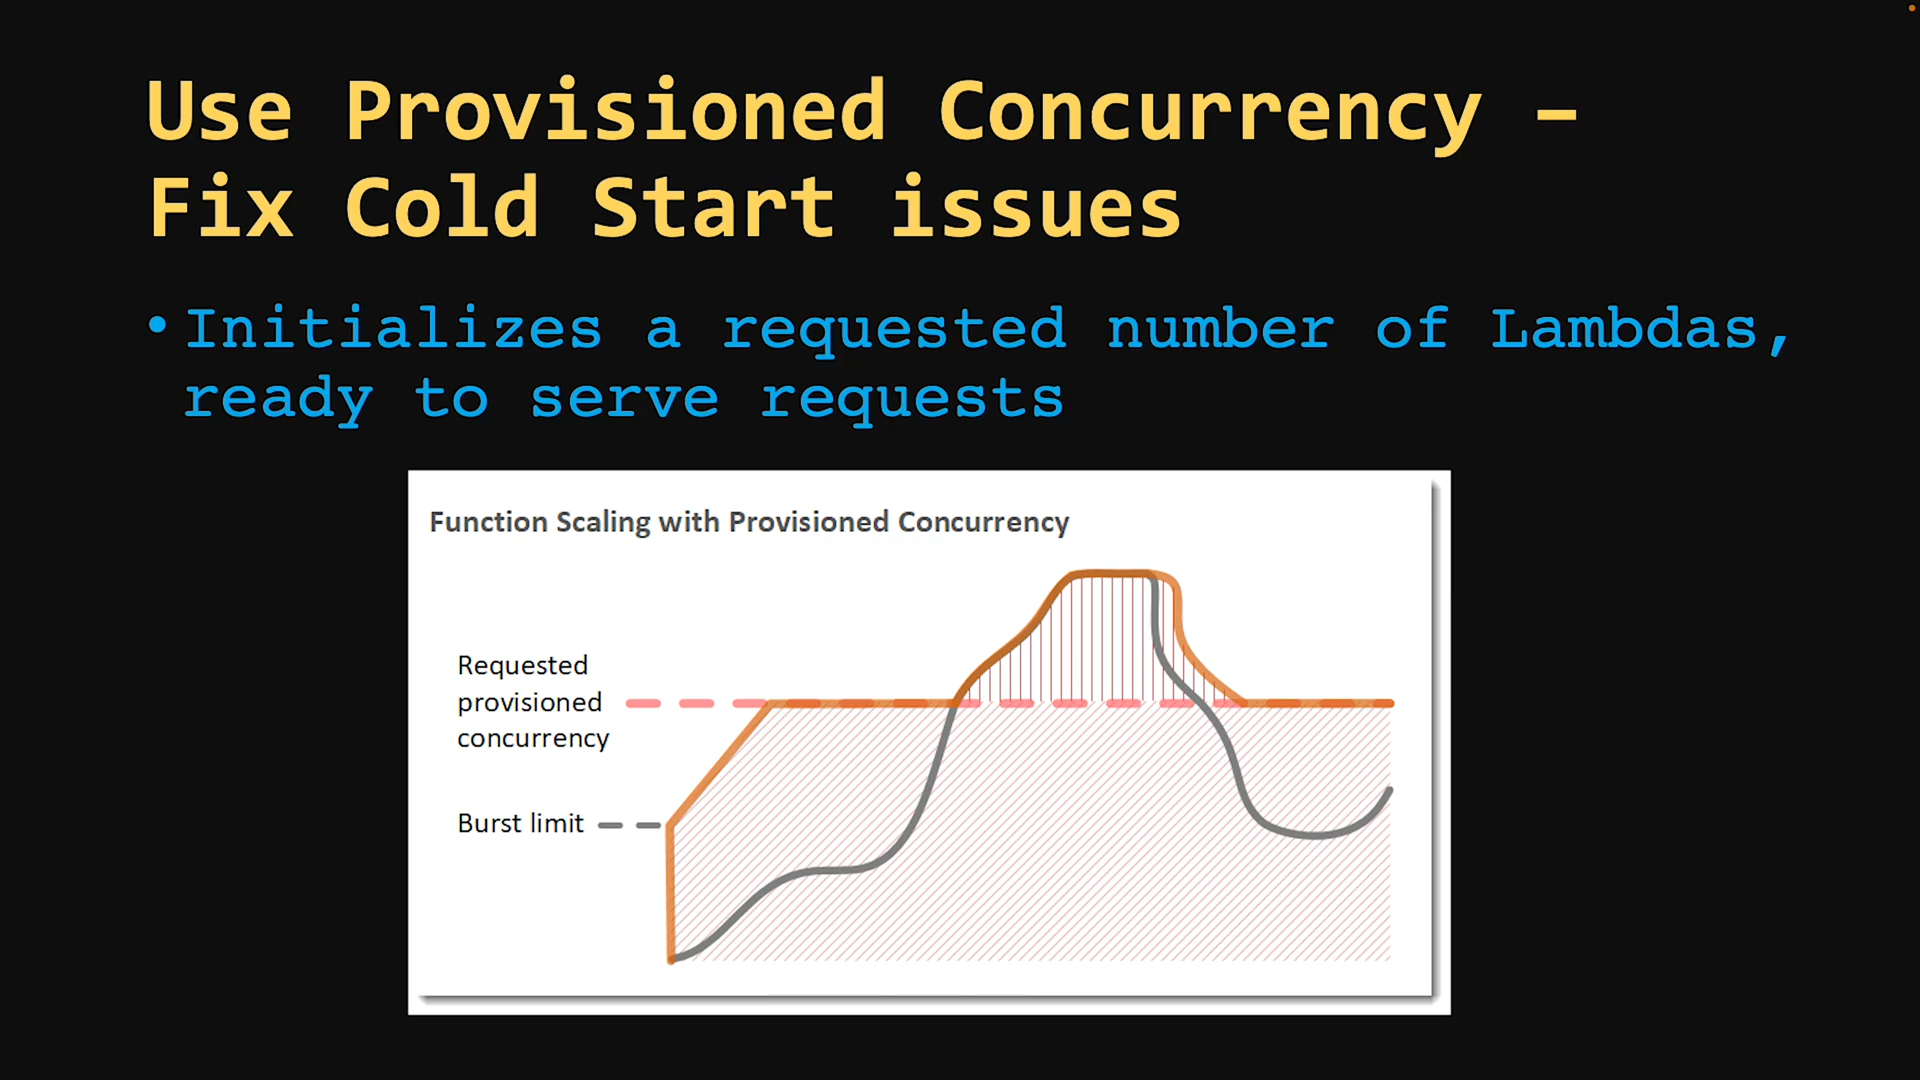 Use Provisioned Concurrency –
Fix Cold Start issues
• Initializes a requested number of Lambdas,
ready to serve requests
Function Scaling with Provisioned Concurrency
Requested
provisioned
concurrency
Burst limit